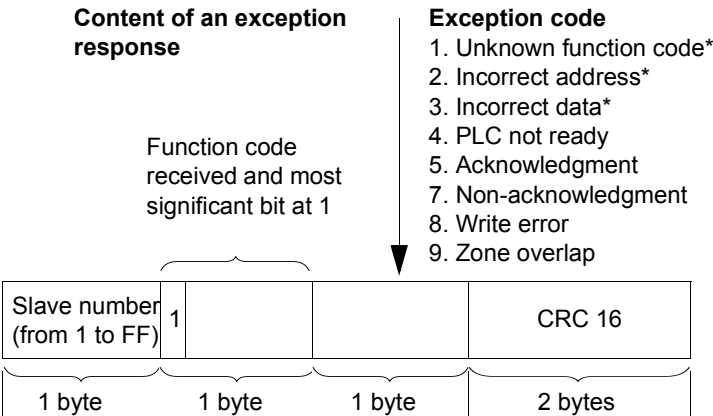 Content of an exception
response
Exception code
1. Unknown function code*
2. Incorrect address*
3. Incorrect data*
4. PLC not ready
5. Acknowledgment
7. Non-acknowledgment
8. Write error
9. Zone overlap
Function code
received and most
significant bit at 1
Slave number
(from 1 to FF)
1
CRC 16
1 byte
1 byte
1 byte
2 bytes